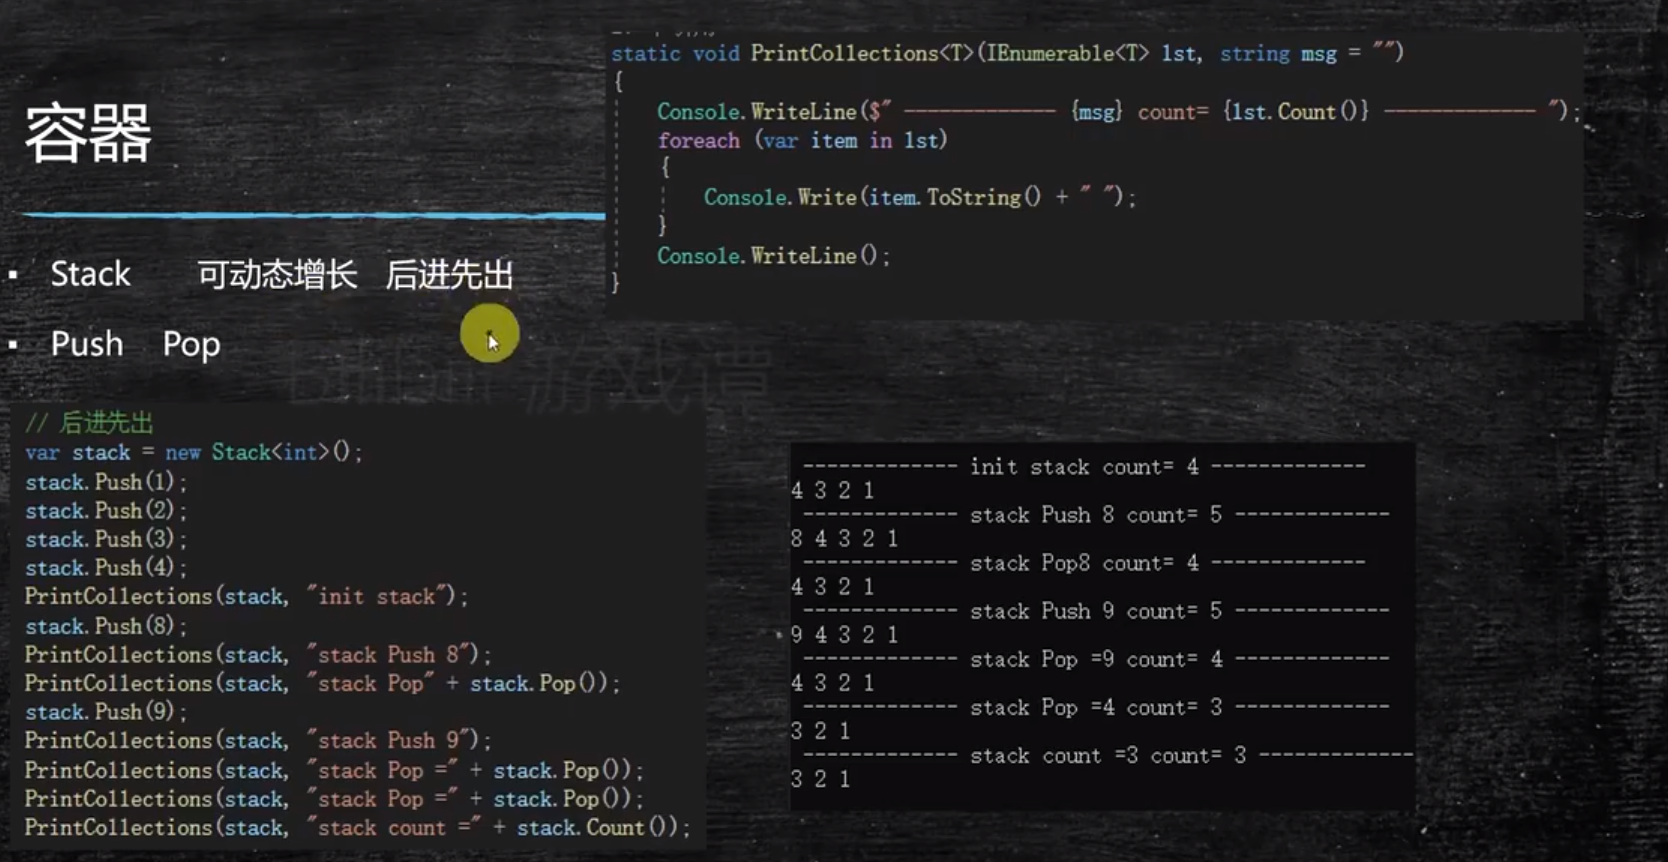 容器
Stack 可动态增长 后进先出
Push Pop
static void PrintCollections<T>(IEnumerable<T> lst, string msg = "")
{
Console.WriteLine($" ------------- {msg} count= {lst.Count()} ------------- ");
foreach (var item in lst)
{
Console.Write(item.ToString() + " ");
}
Console.WriteLine();
}
// 后进先出
var stack = new Stack<int>();
stack.Push(1);
stack.Push(2);
stack.Push(3);
stack.Push(4);
PrintCollections(stack, "init stack");
stack.Push(8);
PrintCollections(stack, "stack Push 8");
PrintCollections(stack, "stack Pop" + stack.Pop());
stack.Push(9);
PrintCollections(stack, "stack Push 9");
PrintCollections(stack, "stack Pop =" + stack.Pop());
PrintCollections(stack, "stack Pop =" + stack.Pop());
PrintCollections(stack, "stack count =" + stack.Count());
------------- init stack count= 4 -------------
4 3 2 1
------------- stack Push 8 count= 5 -------------
8 4 3 2 1
------------- stack Pop8 count= 4 -------------
4 3 2 1
------------- stack Push 9 count= 5 -------------
9 4 3 2 1
------------- stack Pop =9 count= 4 -------------
4 3 2 1
------------- stack Pop =4 count= 3 -------------
3 2 1
------------- stack count =3 count= 3 -------------
3 2 1